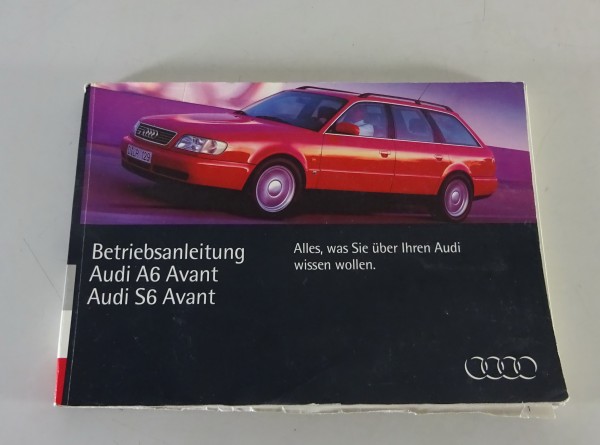 Betriebsanleitung
Audi A6 Avant
Audi S6 Avant
Alles, was Sie über Ihren Audi
wissen wollen.